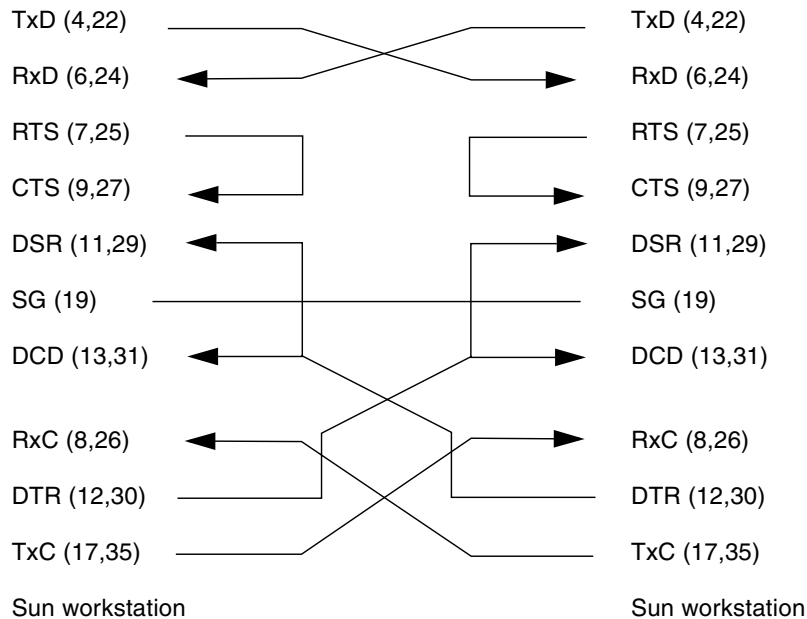 TxD (4,22) TxD (4,22)
RxD (6,24) RxD (6,24)
RTS (7,25) RTS (7,25)
CTS (9,27) CTS (9,27)
DSR (11,29) DSR (11,29)
SG (19) SG (19)
DCD (13,31) DCD (13,31)
RxC (8,26) RxC (8,26)
DTR (12,30) DTR (12,30)
TxC (17,35) TxC (17,35)
Sun workstation Sun workstation